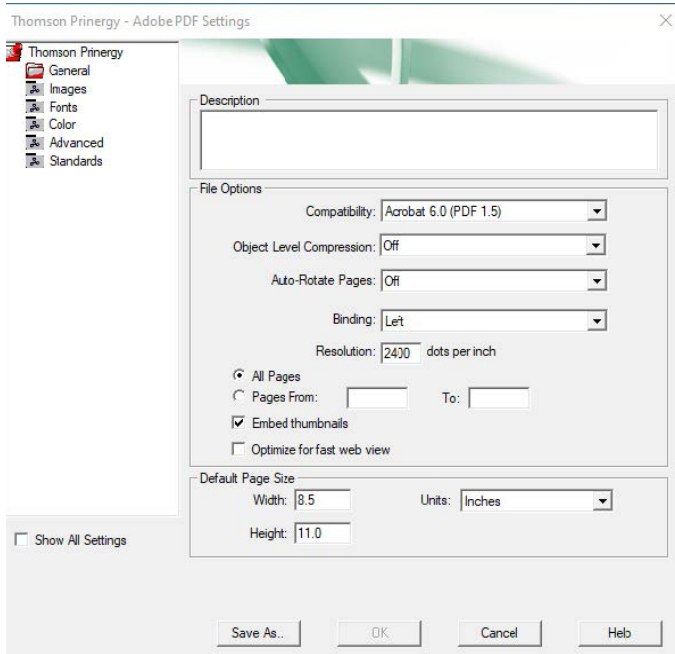 Thomson Prinergy - Adobe PDF Settings
Thomson Prinergy
General
Images
Fonts
Color
Advanced
Standards
Show All Settings
Description
File Options
Compatibility: Acrobat 6.0 (PDF 1.5)
Object Level Compression: Off
Auto-Rotate Pages: Off
Binding: Left
Resolution: 2400 dots per inch
All Pages
Pages From: To:
Embed thumbnails
Optimize for fast web view
Default Page Size
Width: 8.5 Units: Inches
Height: 11.0
Save As.. OK Cancel Help